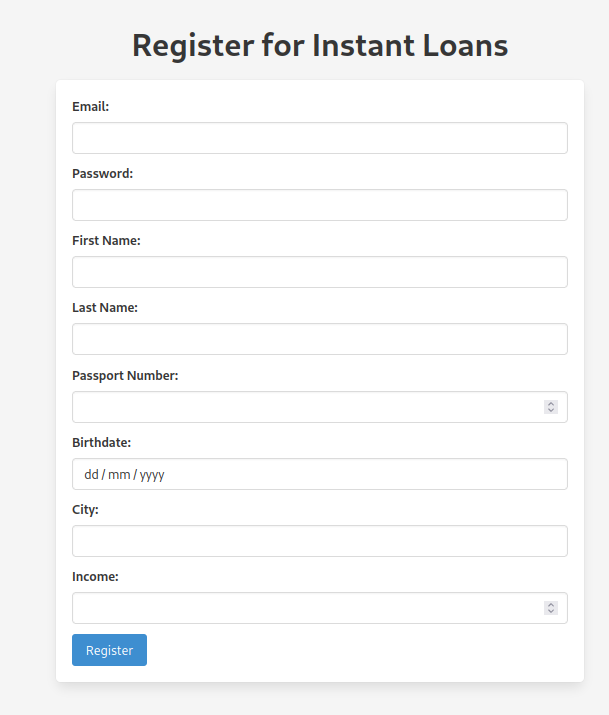 Register for Instant Loans
Email:
Password:
First Name:
Last Name:
Passport Number:
Birthdate:
dd / mm / yyyy
City:
Income:
Register